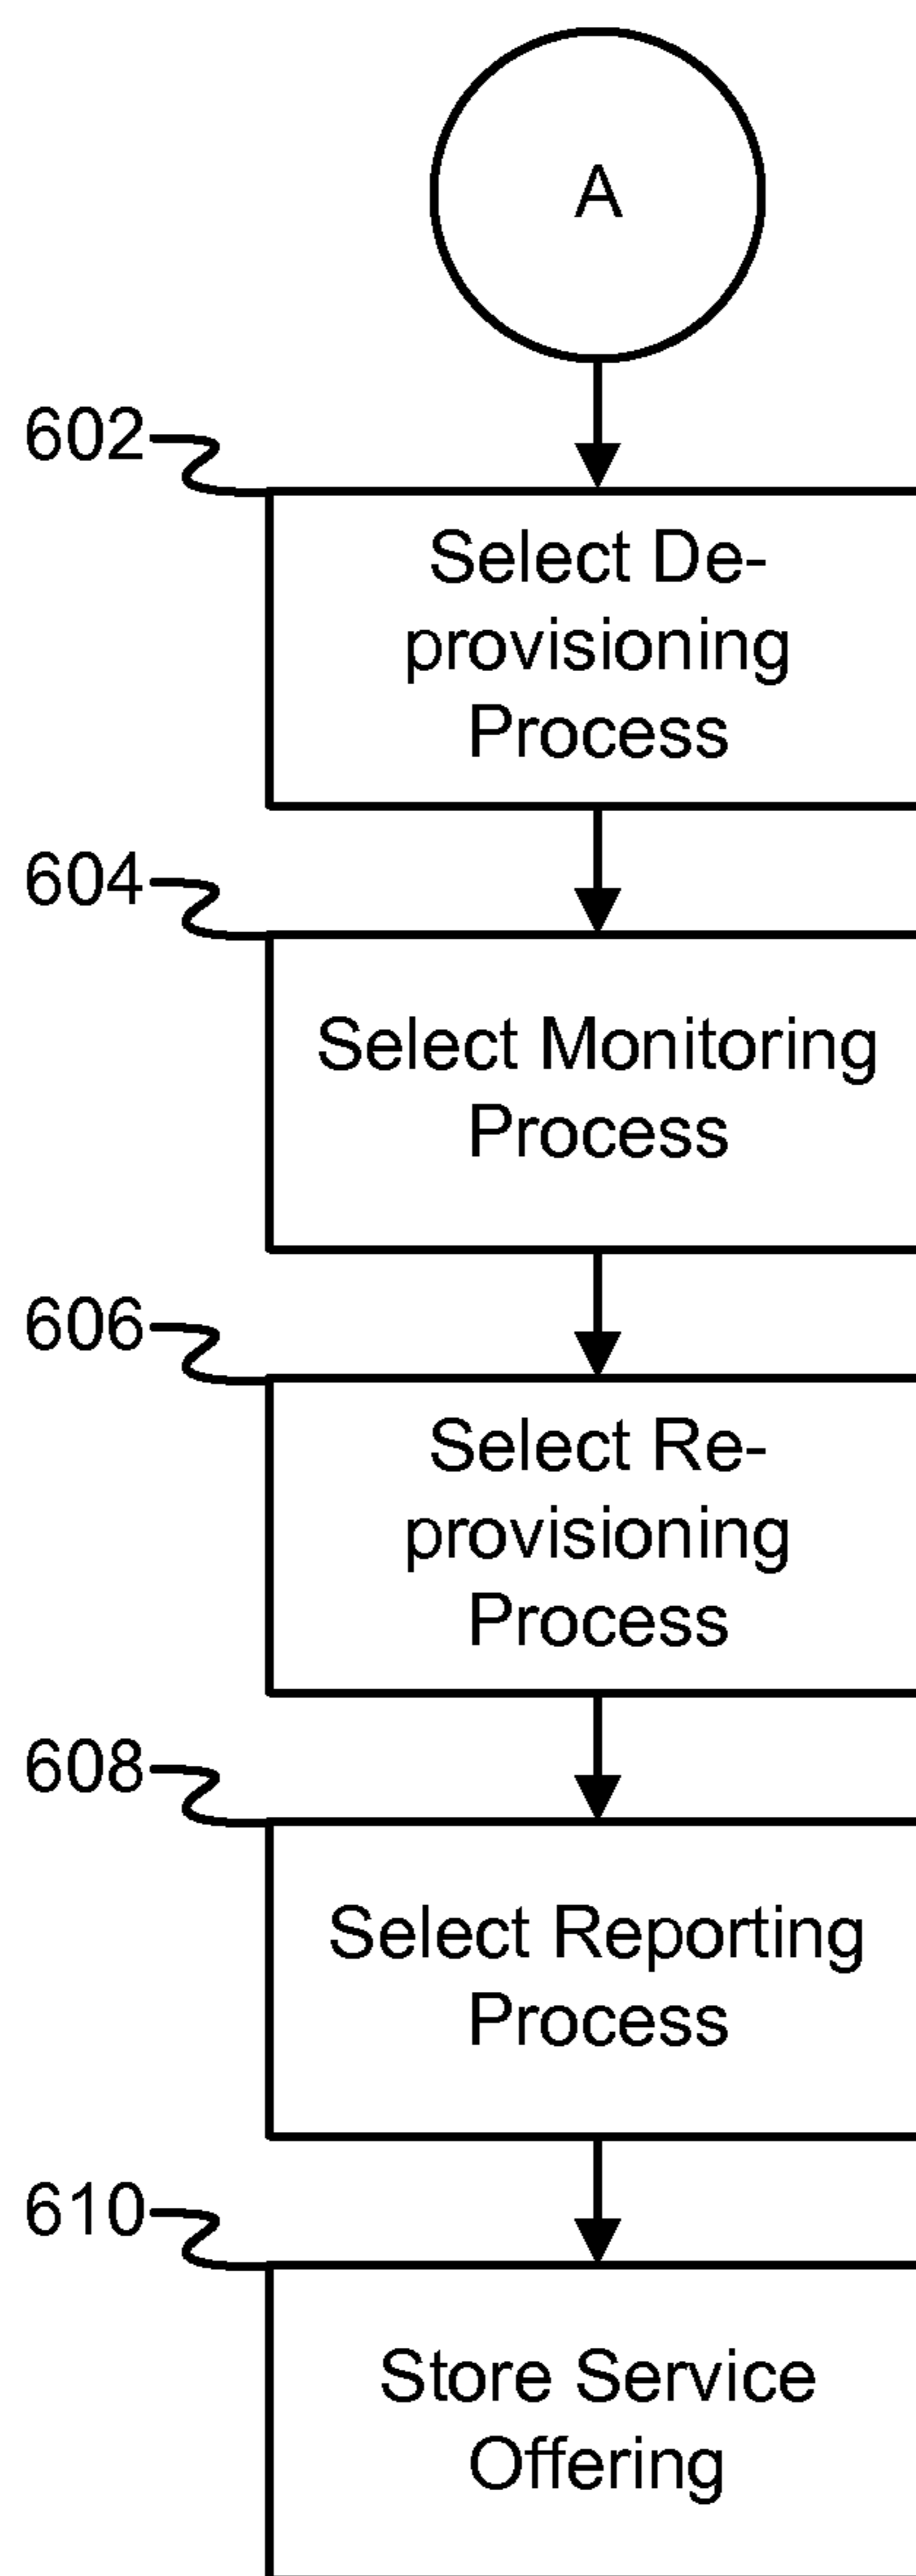 A
602
Select De-
provisioning
Process
604
Select Monitoring
Process
606
Select Re-
provisioning
Process
608
Select Reporting
Process
610
Store Service
Offering